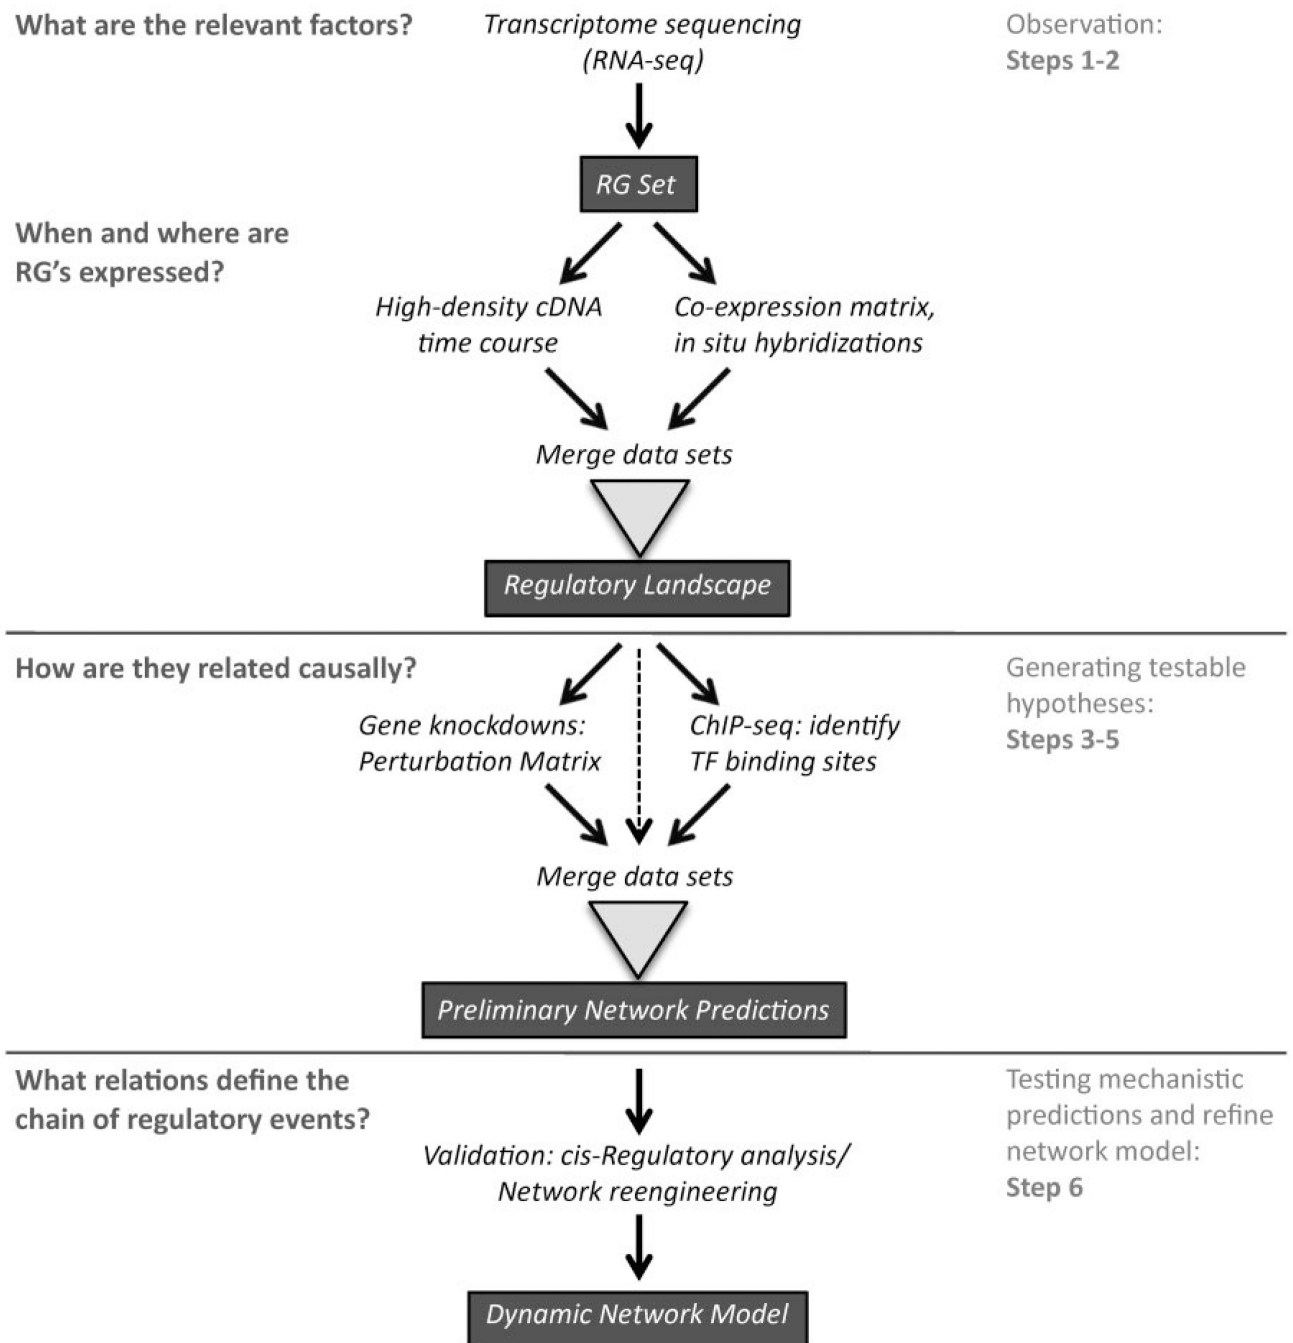 What are the relevant factors?
Transcriptome sequencing
(RNA-seq)
Observation:
Steps 1-2
RG Set
When and where are
RG’s expressed?
High-density cDNA
time course
Co-expression matrix,
in situ hybridizations
Merge data sets
Regulatory Landscape
How are they related causally?
Generating testable
hypotheses:
Steps 3-5
Gene knockdowns:
Perturbation Matrix
ChIP-seq: identify
TF binding sites
Merge data sets
Preliminary Network Predictions
What relations define the
chain of regulatory events?
Testing mechanistic
predictions and refine
network model:
Step 6
Validation: cis-Regulatory analysis/
Network reengineering
Dynamic Network Model